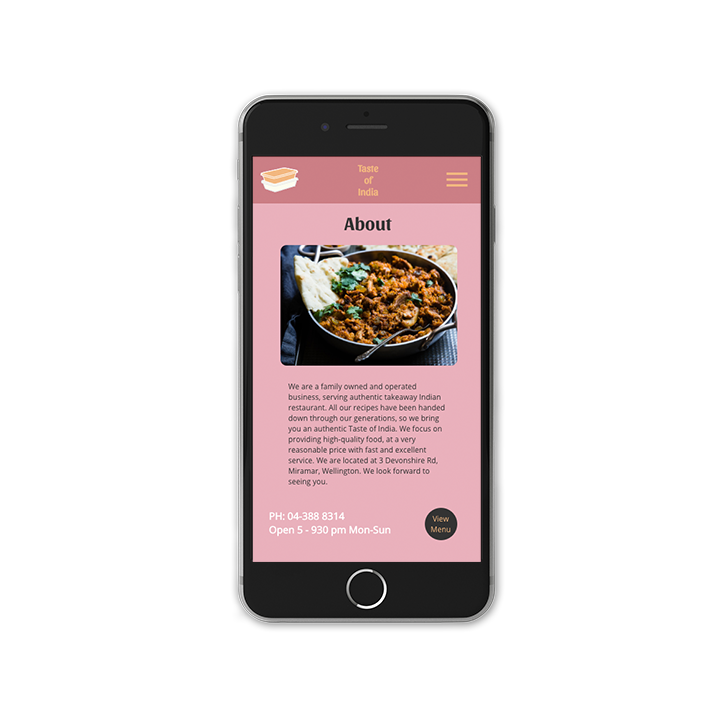 Taste
of
India
About
We are a family owned and operated
business, serving authentic takeaway Indian
restaurant. All our recipes have been handed
down through our generations, so we bring
you an authentic Taste of India. We focus on
providing high-quality food, at a very
reasonable price with fast and excellent
service. We are located at 3 Devonshire Rd,
Miramar, Wellington. We look forward to
seeing you.
PH: 04-388 8314
Open 5 - 930 pm Mon-Sun
View
Menu